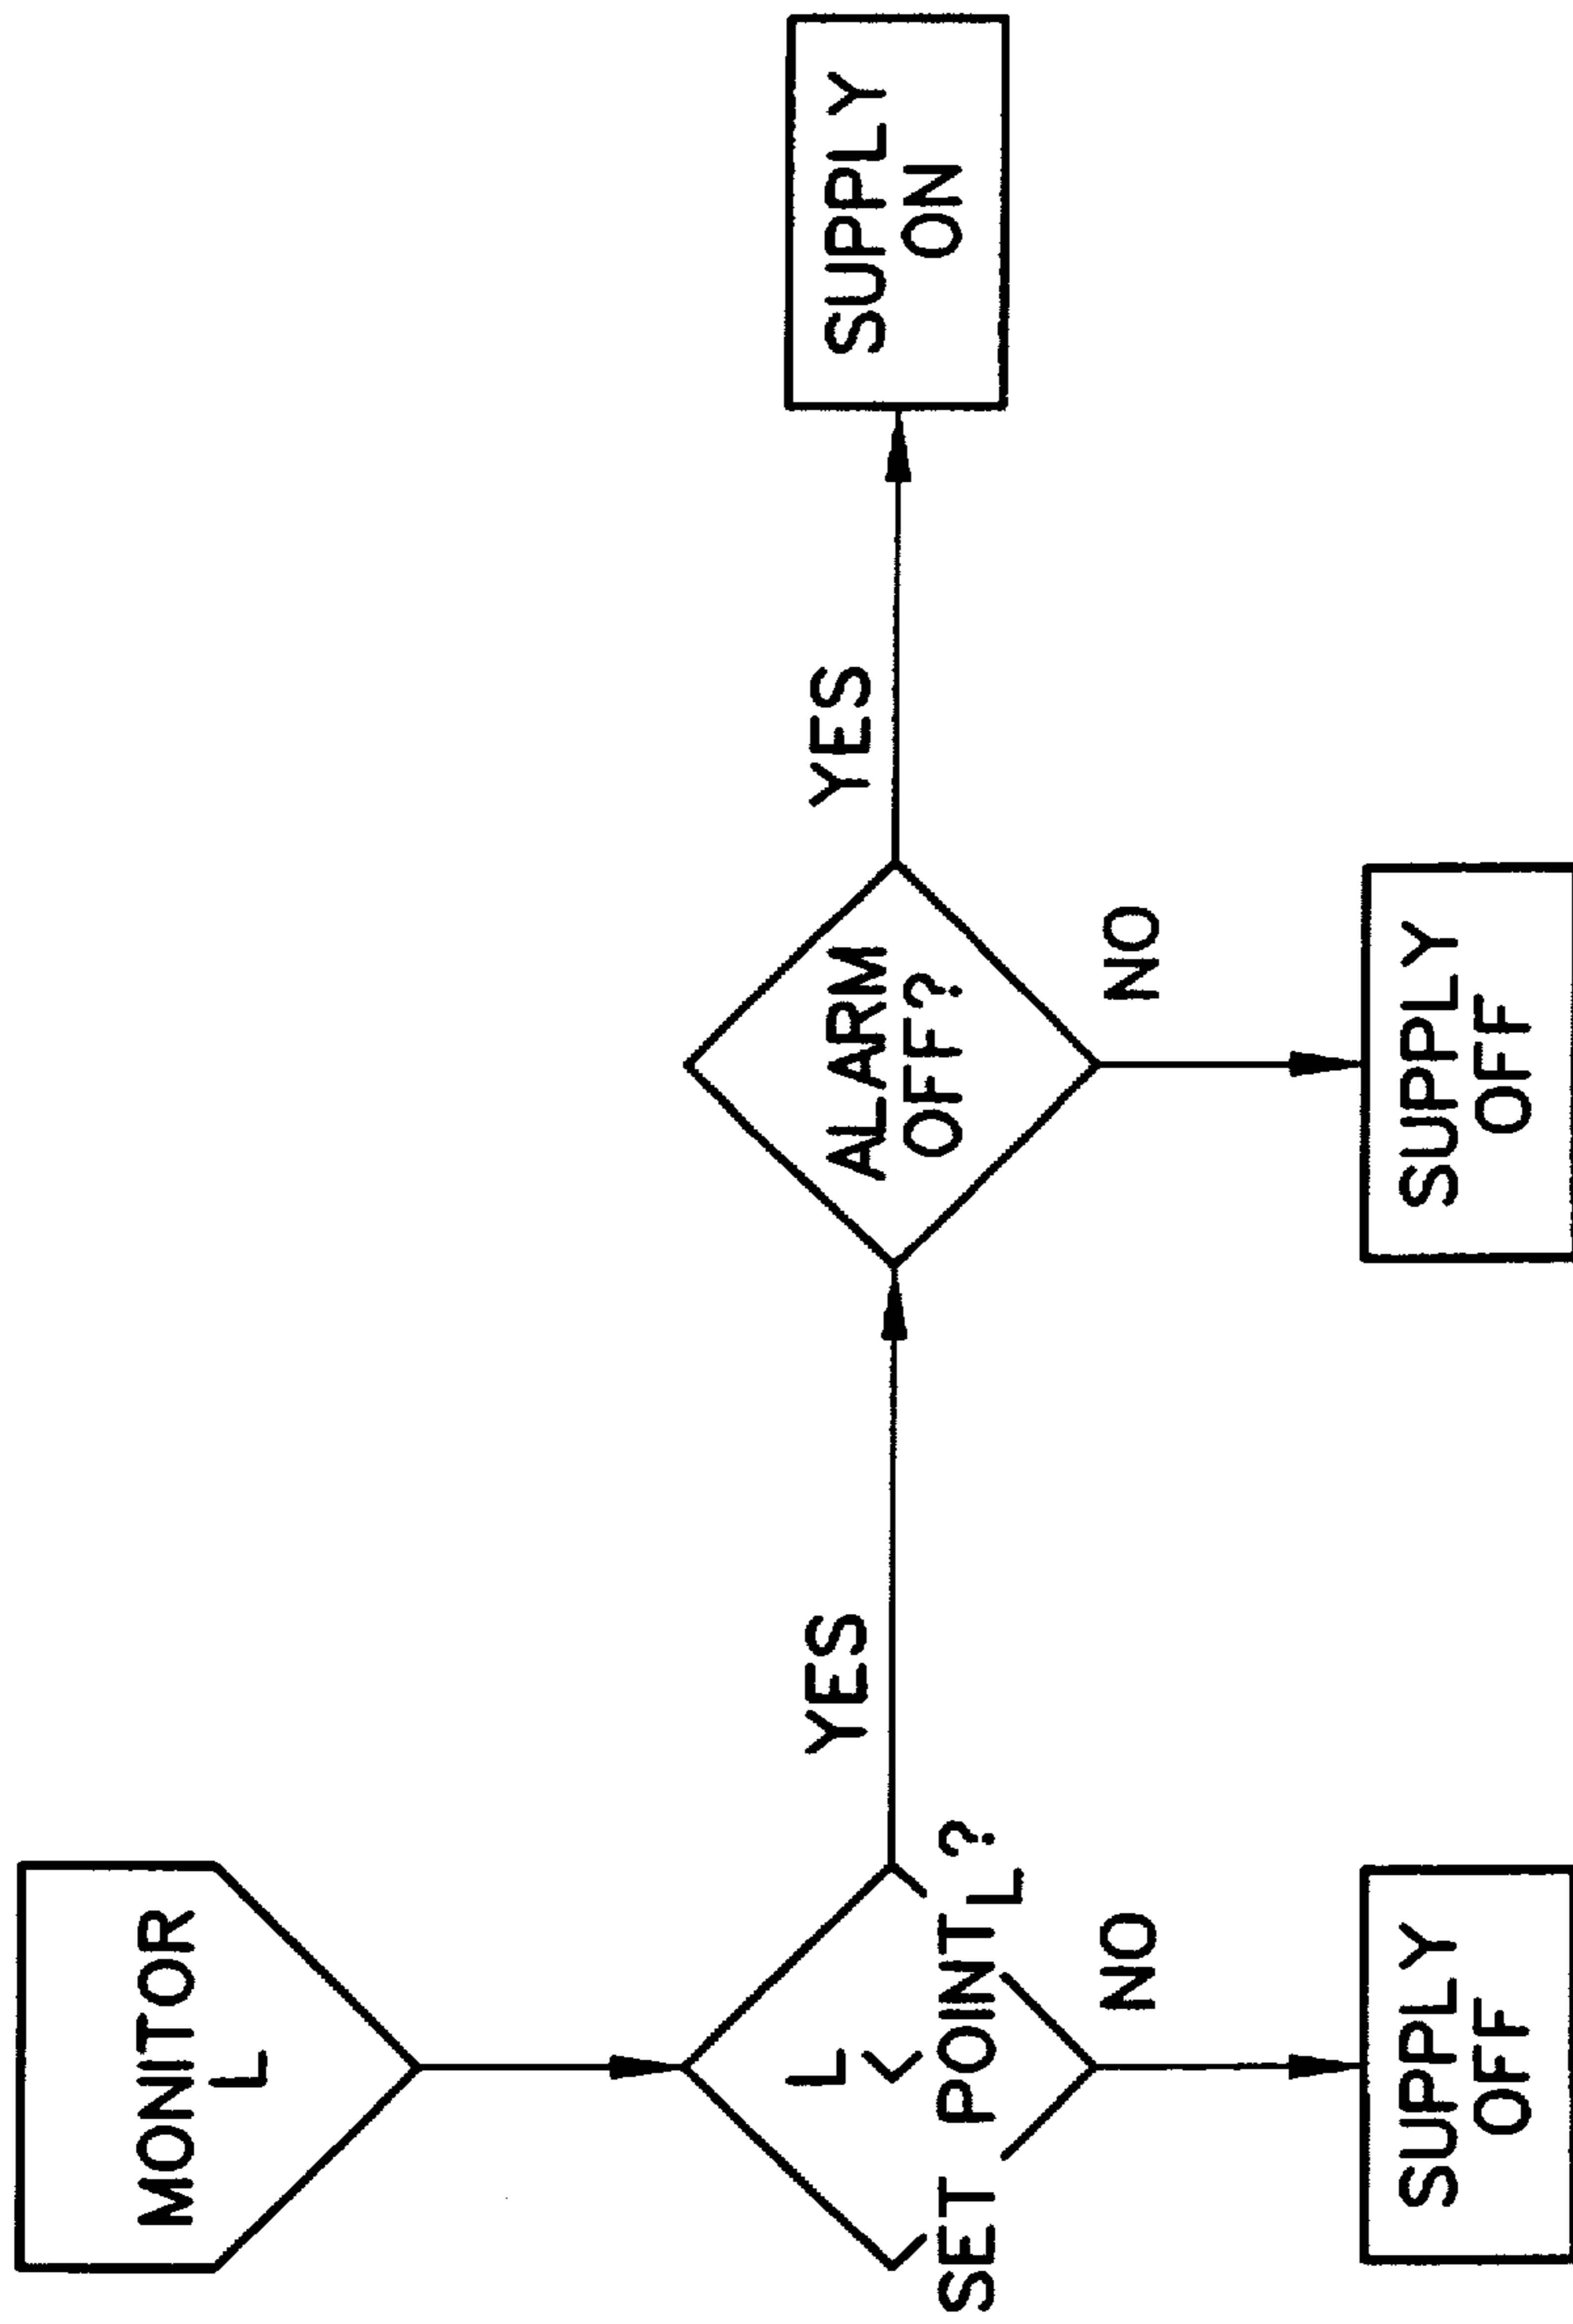 MONITOR
L
L
<
SET POINT L?
YES
NO
SUPPLY
OFF
ALARM
OFF?
YES
NO
SUPPLY
OFF
SUPPLY
ON